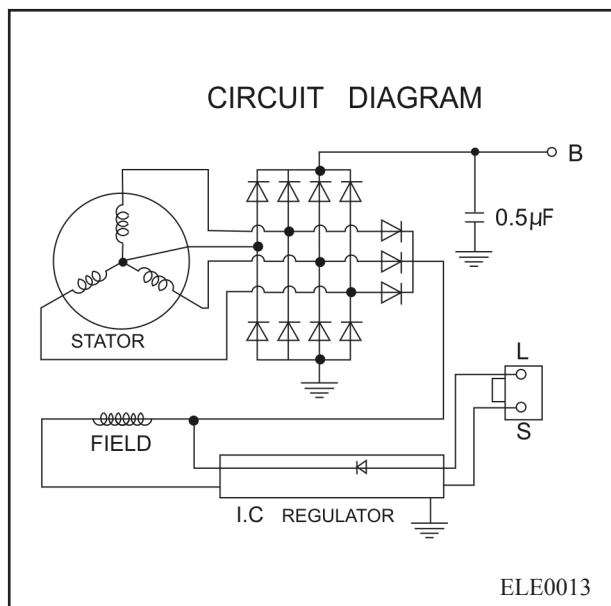 CIRCUIT DIAGRAM
B
0.5µF
STATOR
L
S
FIELD
I.C REGULATOR
ELE0013